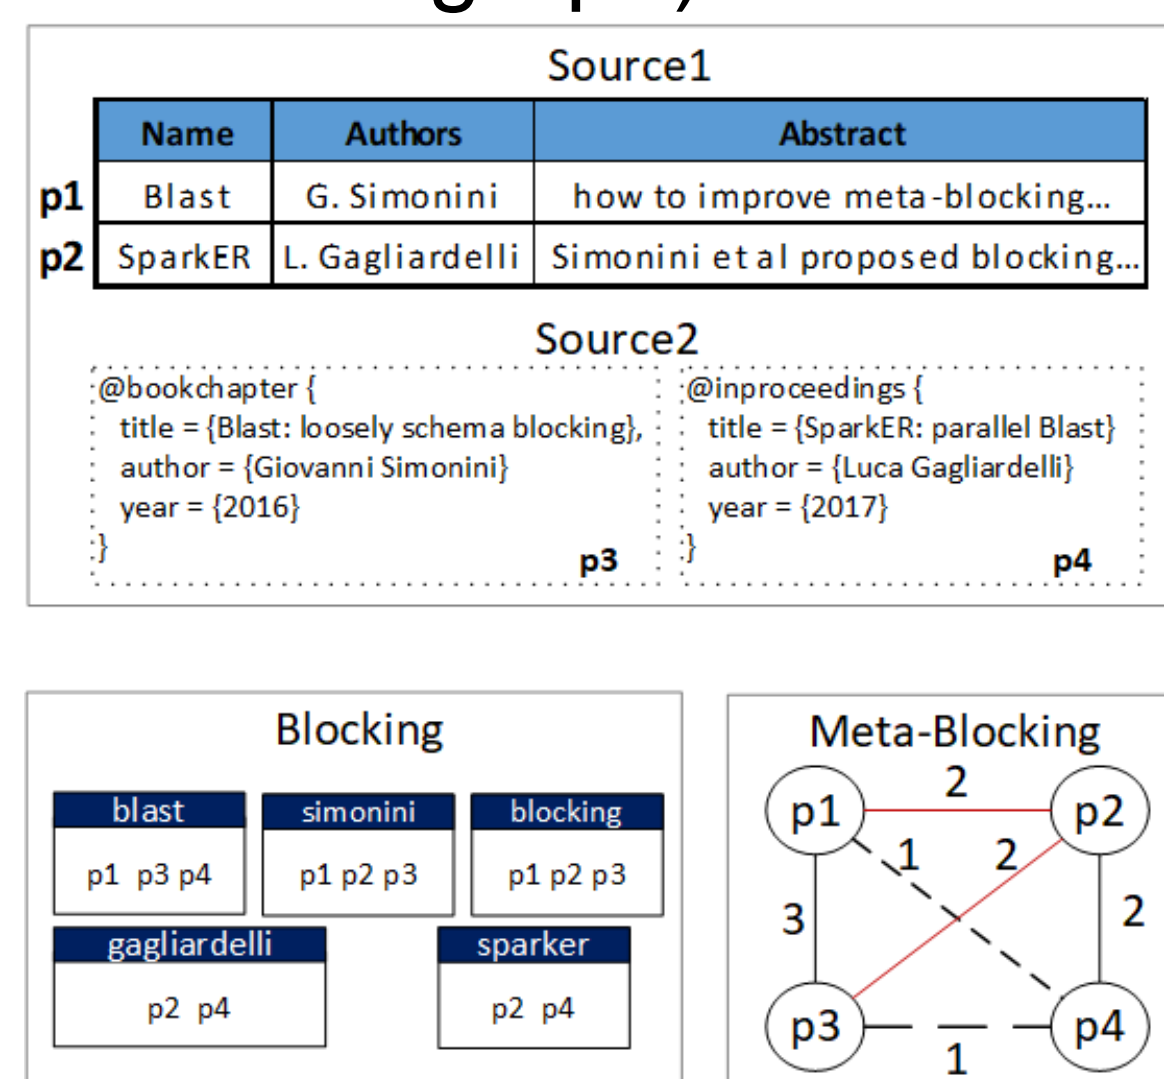 Source1
Name Authors Abstract
p1 Blast G. Simonini how to improve meta-blocking...
p2 SparkER L. Gagliardelli Simonini et al proposed blocking...
Source2
@bookchapter {
title = {Blast: loosely schema blocking},
author = {Giovanni Simonini}
year = {2016}
}
p3
@inproceedings {
title = {SparkER: parallel Blast}
author = {Luca Gagliardelli}
year = {2017}
}
p4
Blocking
blast simonini blocking
p1 p3 p4 p1 p2 p3 p1 p2 p3
gagliardelli sparker
p2 p4 p2 p4
Meta-Blocking
2
p1 p2
1 2
3 2
p3 p4
1